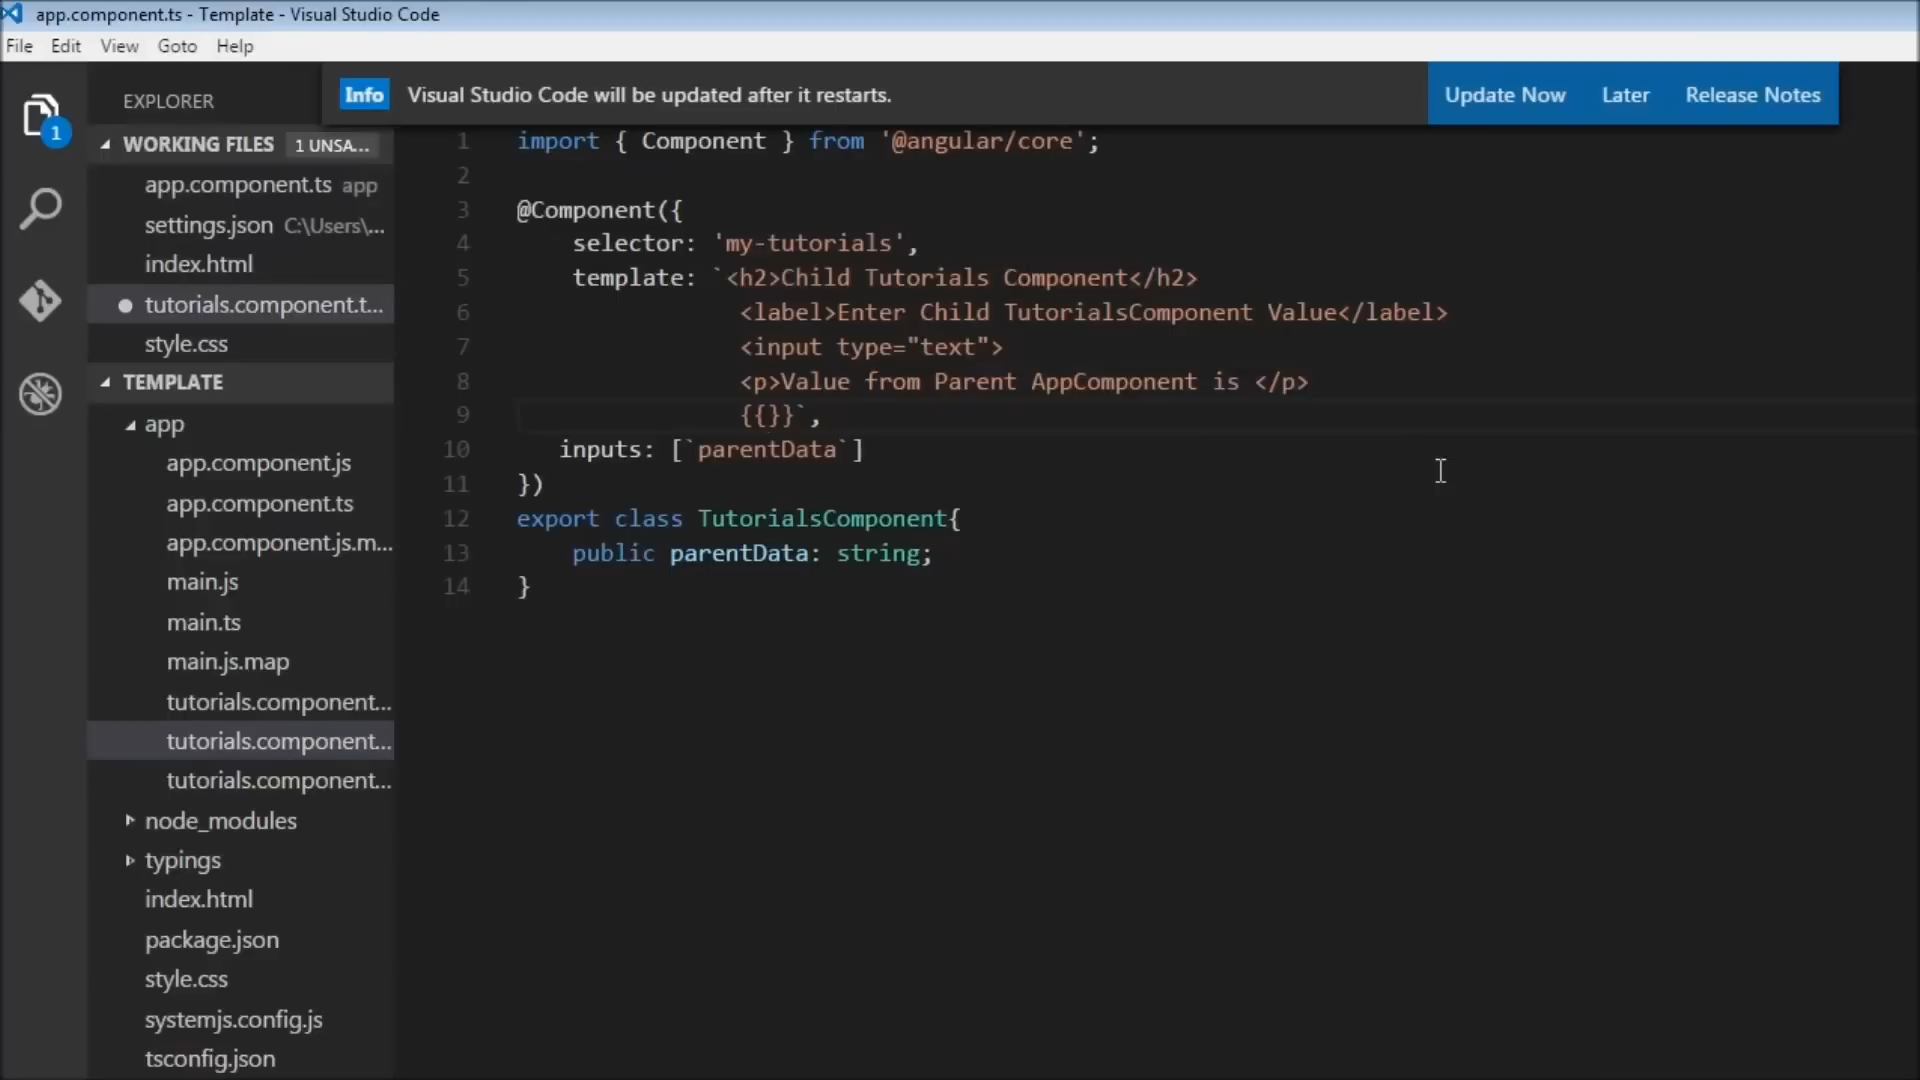 app.component.ts - Template - Visual Studio Code
File Edit View Goto Help
EXPLORER
Info Visual Studio Code will be updated after it restarts. Update Now Later Release Notes
WORKING FILES 1 UNSA...
app.component.ts app
settings.json C:\Users\...
index.html
tutorials.component.t...
style.css
TEMPLATE
app
app.component.js
app.component.ts
app.component.js.m...
main.js
main.ts
main.js.map
tutorials.component...
tutorials.component...
tutorials.component...
node_modules
typings
index.html
package.json
style.css
systemjs.config.js
tsconfig.json
1
1 import { Component } from '@angular/core';
2
3 @Component({
4 selector: 'my-tutorials',
5 template: `<h2>Child Tutorials Component</h2>
6 <label>Enter Child TutorialsComponent Value</label>
7 <input type="text">
8 <p>Value from Parent AppComponent is </p>
9 {{}}`,
10 inputs: [`parentData`]
11 })
12 export class TutorialsComponent{
13 public parentData: string;
14 }